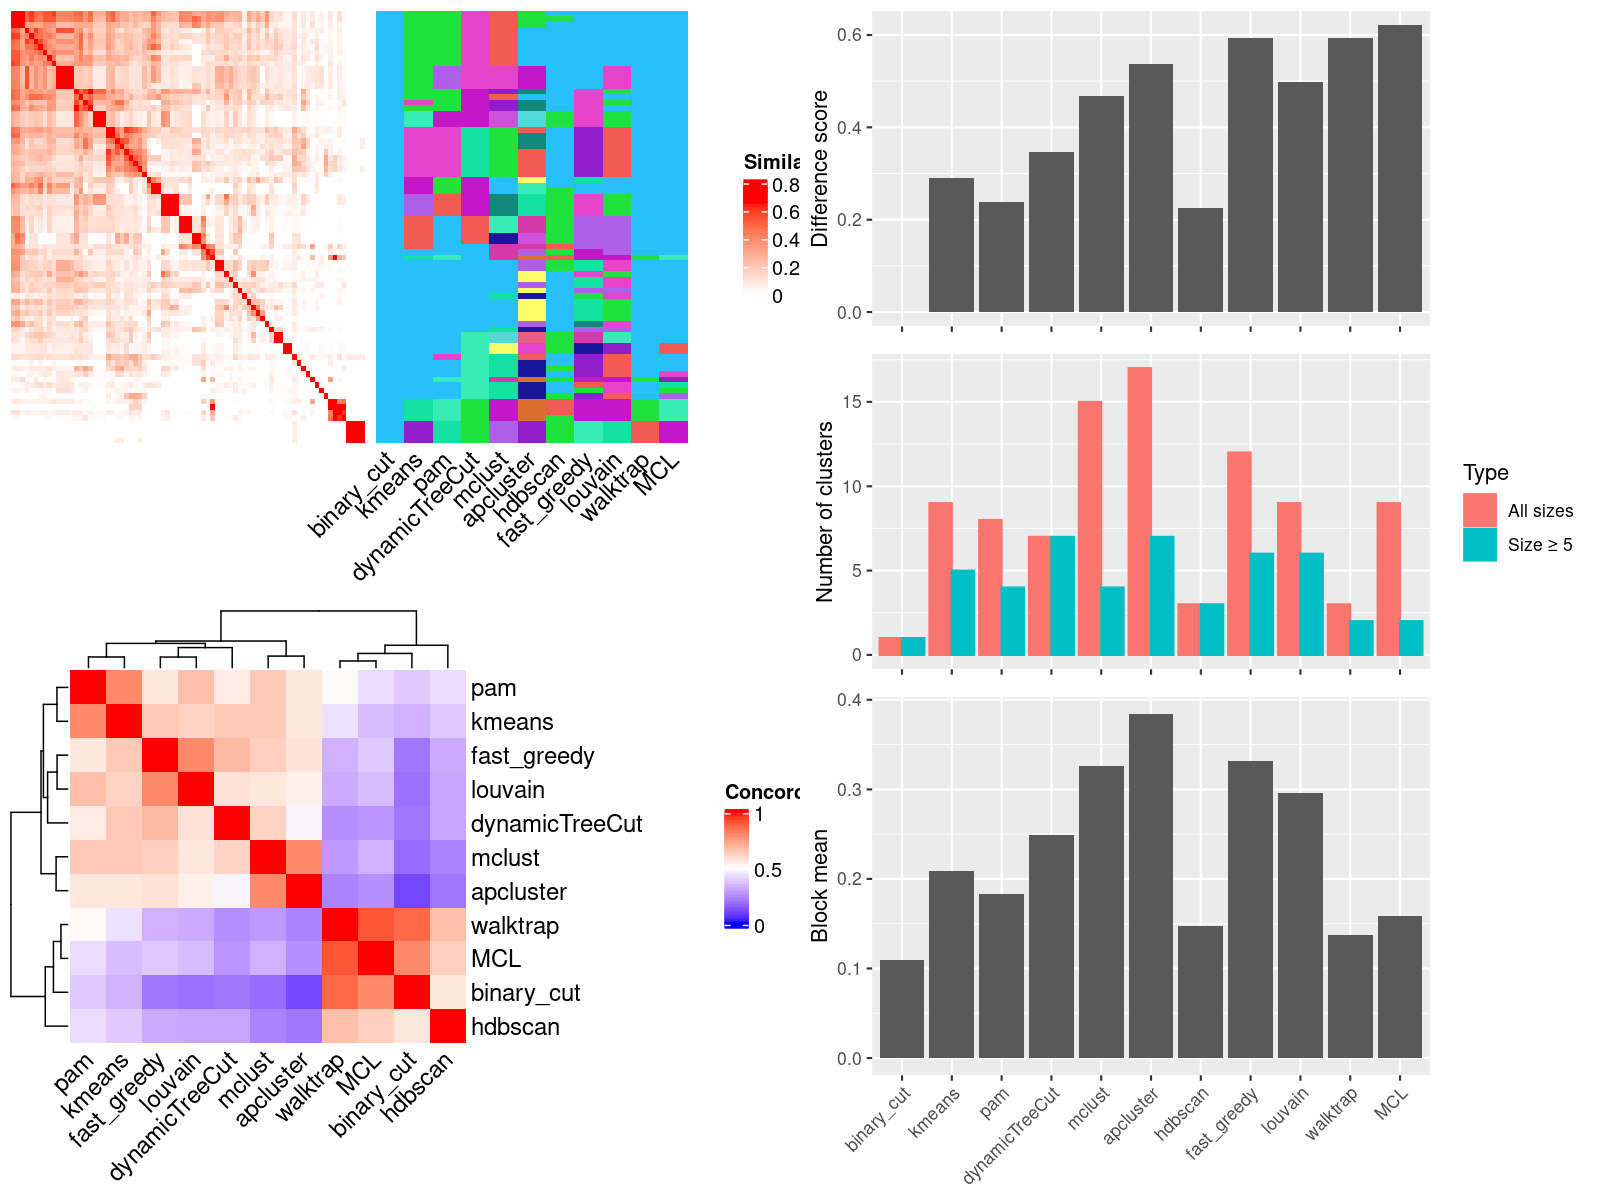 Simila
0.8
0.6
0.4
0.2
0
binary_cut
kmeans
pam
dynamicTreeCut
mclust
apcluster
hdbscan
fast_greedy
louvain
walktrap
MCL
pam
kmeans
fast_greedy
louvain
dynamicTreeCut
mclust
apcluster
walktrap
MCL
binary_cut
hdbscan
pam
kmeans
fast_greedy
louvain
dynamicTreeCut
mclust
apcluster
walktrap
MCL
binary_cut
hdbscan
Concord
1
0.5
0
Difference score
0.6
0.4
0.2
0.0
Number of clusters
15
10
5
0
Type
All sizes
Size ≥ 5
Block mean
0.4
0.3
0.2
0.1
0.0
binary_cut
kmeans
pam
dynamicTreeCut
mclust
apcluster
hdbscan
fast_greedy
louvain
walktrap
MCL